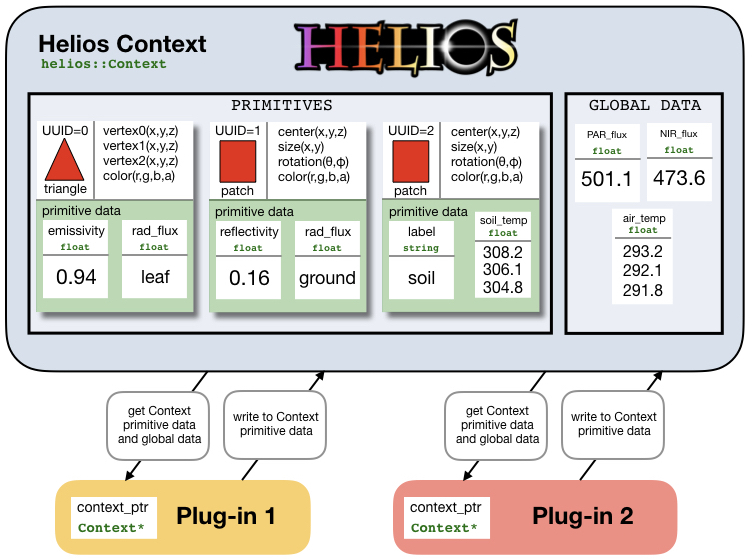 Helios Context
helios::Context
HELIOS
PRIMITIVES
UUID=0
triangle
vertex0(x,y,z)
vertex1(x,y,z)
vertex2(x,y,z)
color(r,g,b,a)
primitive data
emissivity
float
0.94
rad_flux
float
leaf
UUID=1
patch
center(x,y,z)
size(x,y)
rotation(θ,ϕ)
color(r,g,b,a)
primitive data
reflectivity
float
0.16
rad_flux
float
ground
UUID=2
patch
center(x,y,z)
size(x,y)
rotation(θ,ϕ)
color(r,g,b,a)
primitive data
label
string
soil
soil_temp
float
308.2
306.1
304.8
GLOBAL DATA
PAR_flux
float
501.1
NIR_flux
float
473.6
air_temp
float
293.2
292.1
291.8
get Context
primitive data
and global data
write to Context
primitive data
get Context
primitive data
and global data
write to Context
primitive data
context_ptr
Context*
Plug-in 1
context_ptr
Context*
Plug-in 2